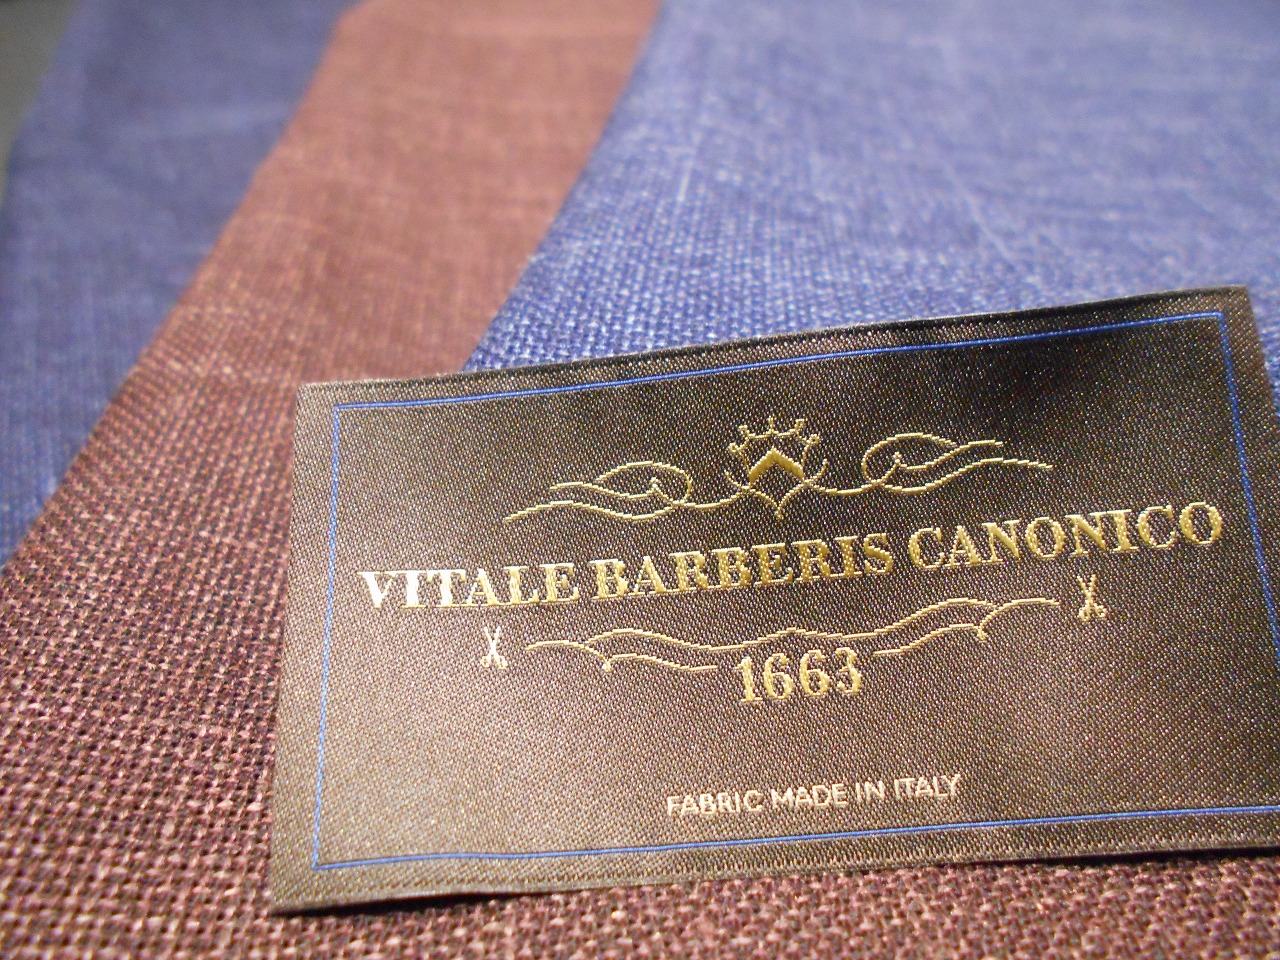 VITALE BARBERIS CANONICO
1663
FABRIC MADE IN ITALY